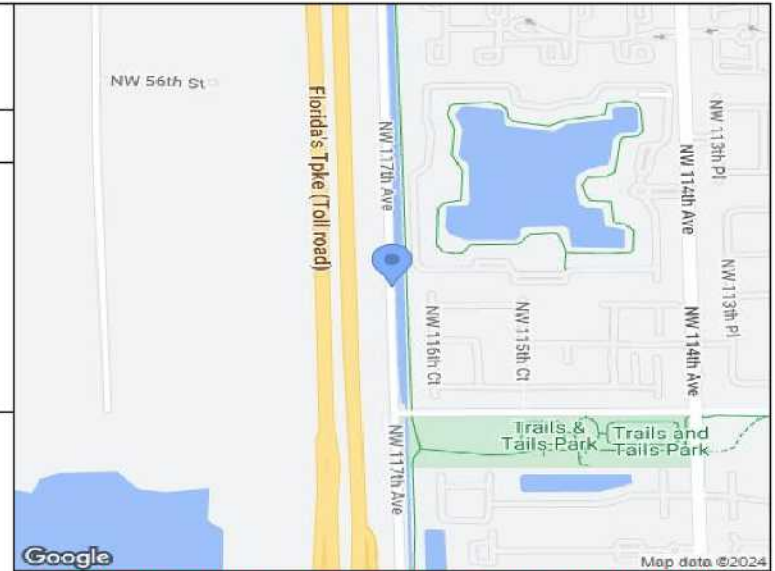 NW 56th St
Florida's Tpke (Toll road)
NW 117th Ave
NW 114th Ave
NW 113th Pl
NW 113th Pl
NW 116th Ct
NW 115th Ct
NW 114th Ave
NW 117th Ave
Trails &
Tails Park
Trails and
Tails Park
Google
Map data ©2024